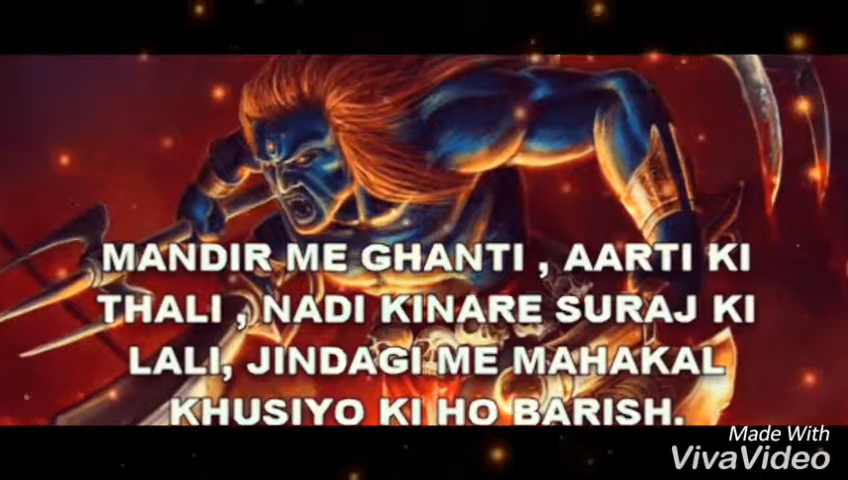 MANDIR ME GHANTI , AARTI KI
THALI , NADI KINARE SURAJ KI
LALI, JINDAGI ME MAHAKAL
KHUSIYO KI HO BARISH.
Made With
VivaVideo